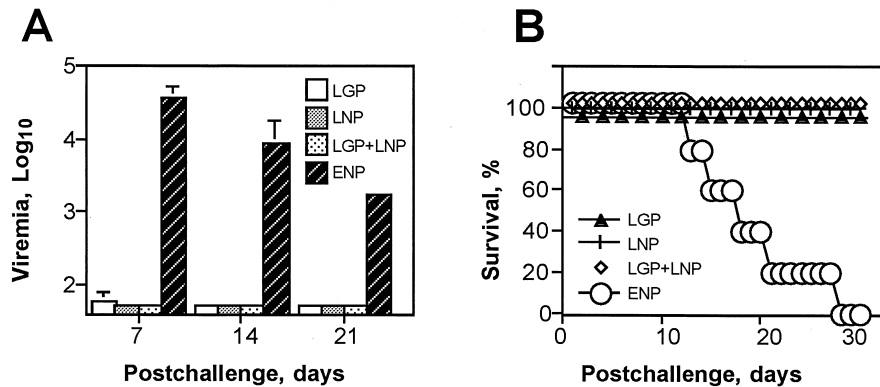 A
5
4
3
2
Viremia, Log10
LGP
LNP
LGP+LNP
ENP
7 14 21
Postchallenge, days
B
100
80
60
40
20
0
Survival, %
LGP
LNP
LGP+LNP
ENP
0 10 20 30
Postchallenge, days